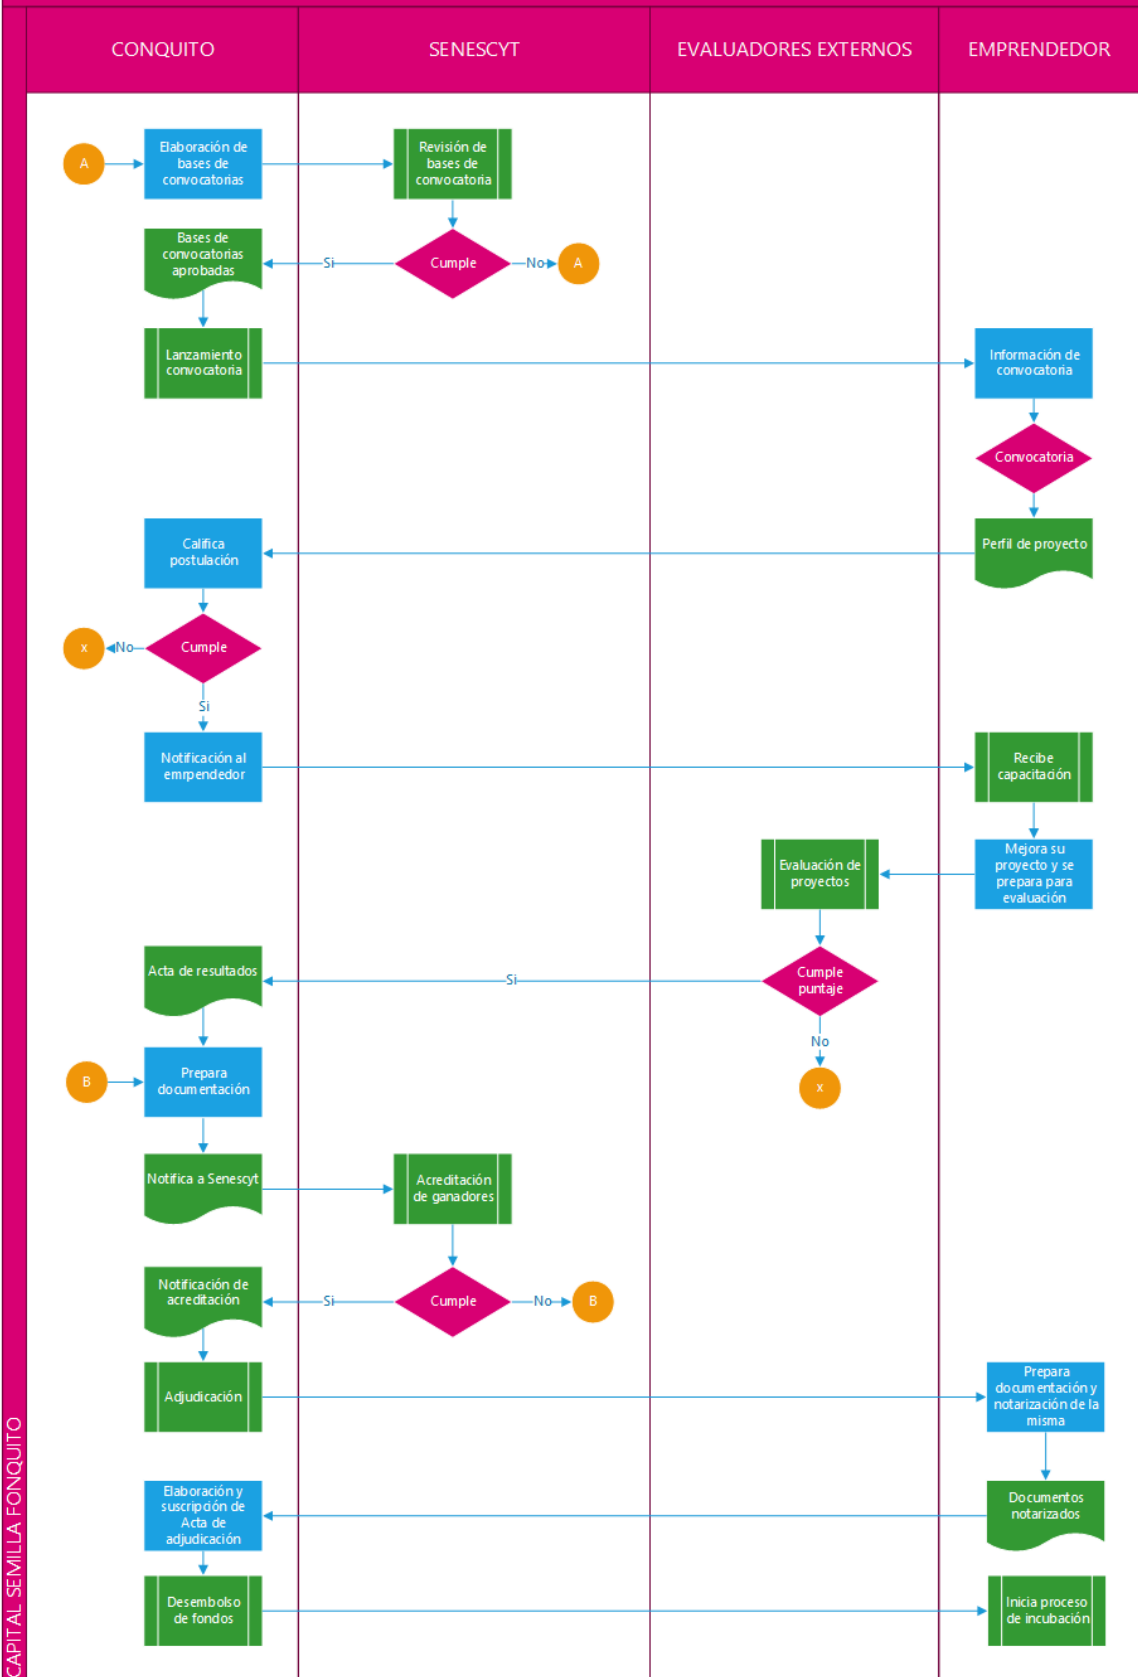 CONQUITO
SENESCYT
EVALUADORES EXTERNOS
EMPRENDEDOR
A
Elaboración de
bases de
convocatorias
Revisión de
bases de
convocatoria
Bases de
convocatorias
aprobadas
Si
Cumple
No
A
Lanzamiento
convocatoria
Información de
convocatoria
Convocatoria
Califica
postulación
Perfil de proyecto
x
No
Cumple
Si
Notificación al
emrpendedor
Recibe
capacitación
Evaluación de
proyectos
Mejora su
proyecto y se
prepara para
evaluación
Acta de resultados
Si
Cumple
puntaje
No
x
B
Prepara
documentación
Notifica a Senescyt
Acreditación
de ganadores
Notificación de
acreditación
Si
Cumple
No
B
Adjudicación
Prepara
documentación y
notarización de la
misma
Elaboración y
suscripción de
Acta de
adjudicación
Documentos
notarizados
Desembolso
de fondos
Inicia proceso
de incubación
CAPITAL SEMILLA FONQUITO